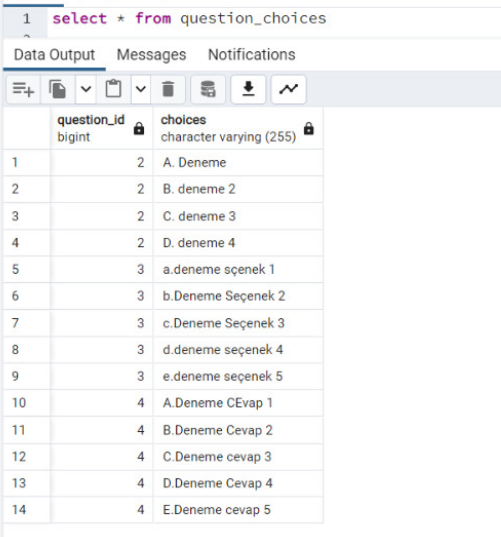 1 select * from question_choices
Data Output Messages Notifications
question_id choices
bigint character varying (255)
1 2 A. Deneme
2 2 B. deneme 2
3 2 C. deneme 3
4 2 D. deneme 4
5 3 a.deneme sçenek 1
6 3 b.Deneme Seçenek 2
7 3 c.Deneme Seçenek 3
8 3 d.deneme seçenek 4
9 3 e.deneme seçenek 5
10 4 A.Deneme CEvap 1
11 4 B.Deneme Cevap 2
12 4 C.Deneme cevap 3
13 4 D.Deneme Cevap 4
14 4 E.Deneme cevap 5